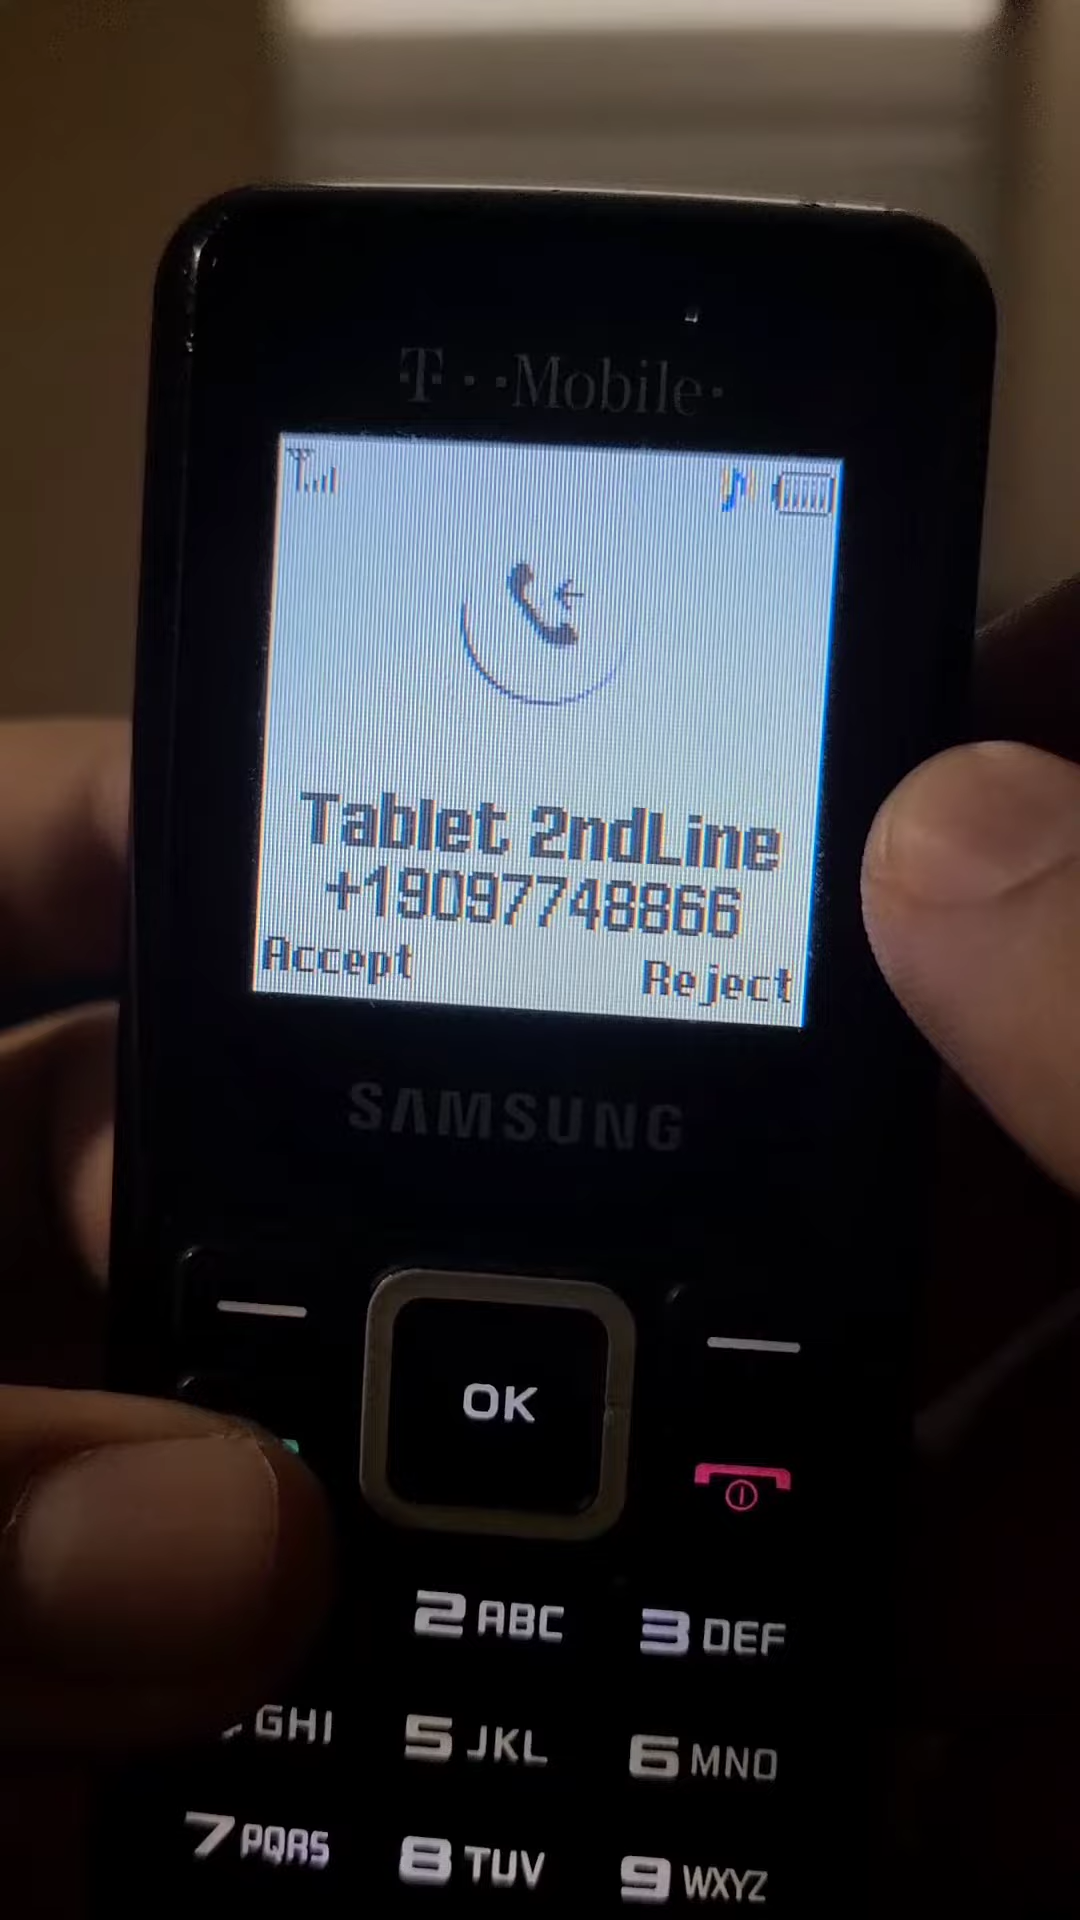 T··Mobile·
Tablet 2ndLine
+19097748866
Accept Reject
SAMSUNG
OK
2 ABC 3 DEF
GHI 5 JKL 6 MNO
7 PQRS 8 TUV 9 WXYZ